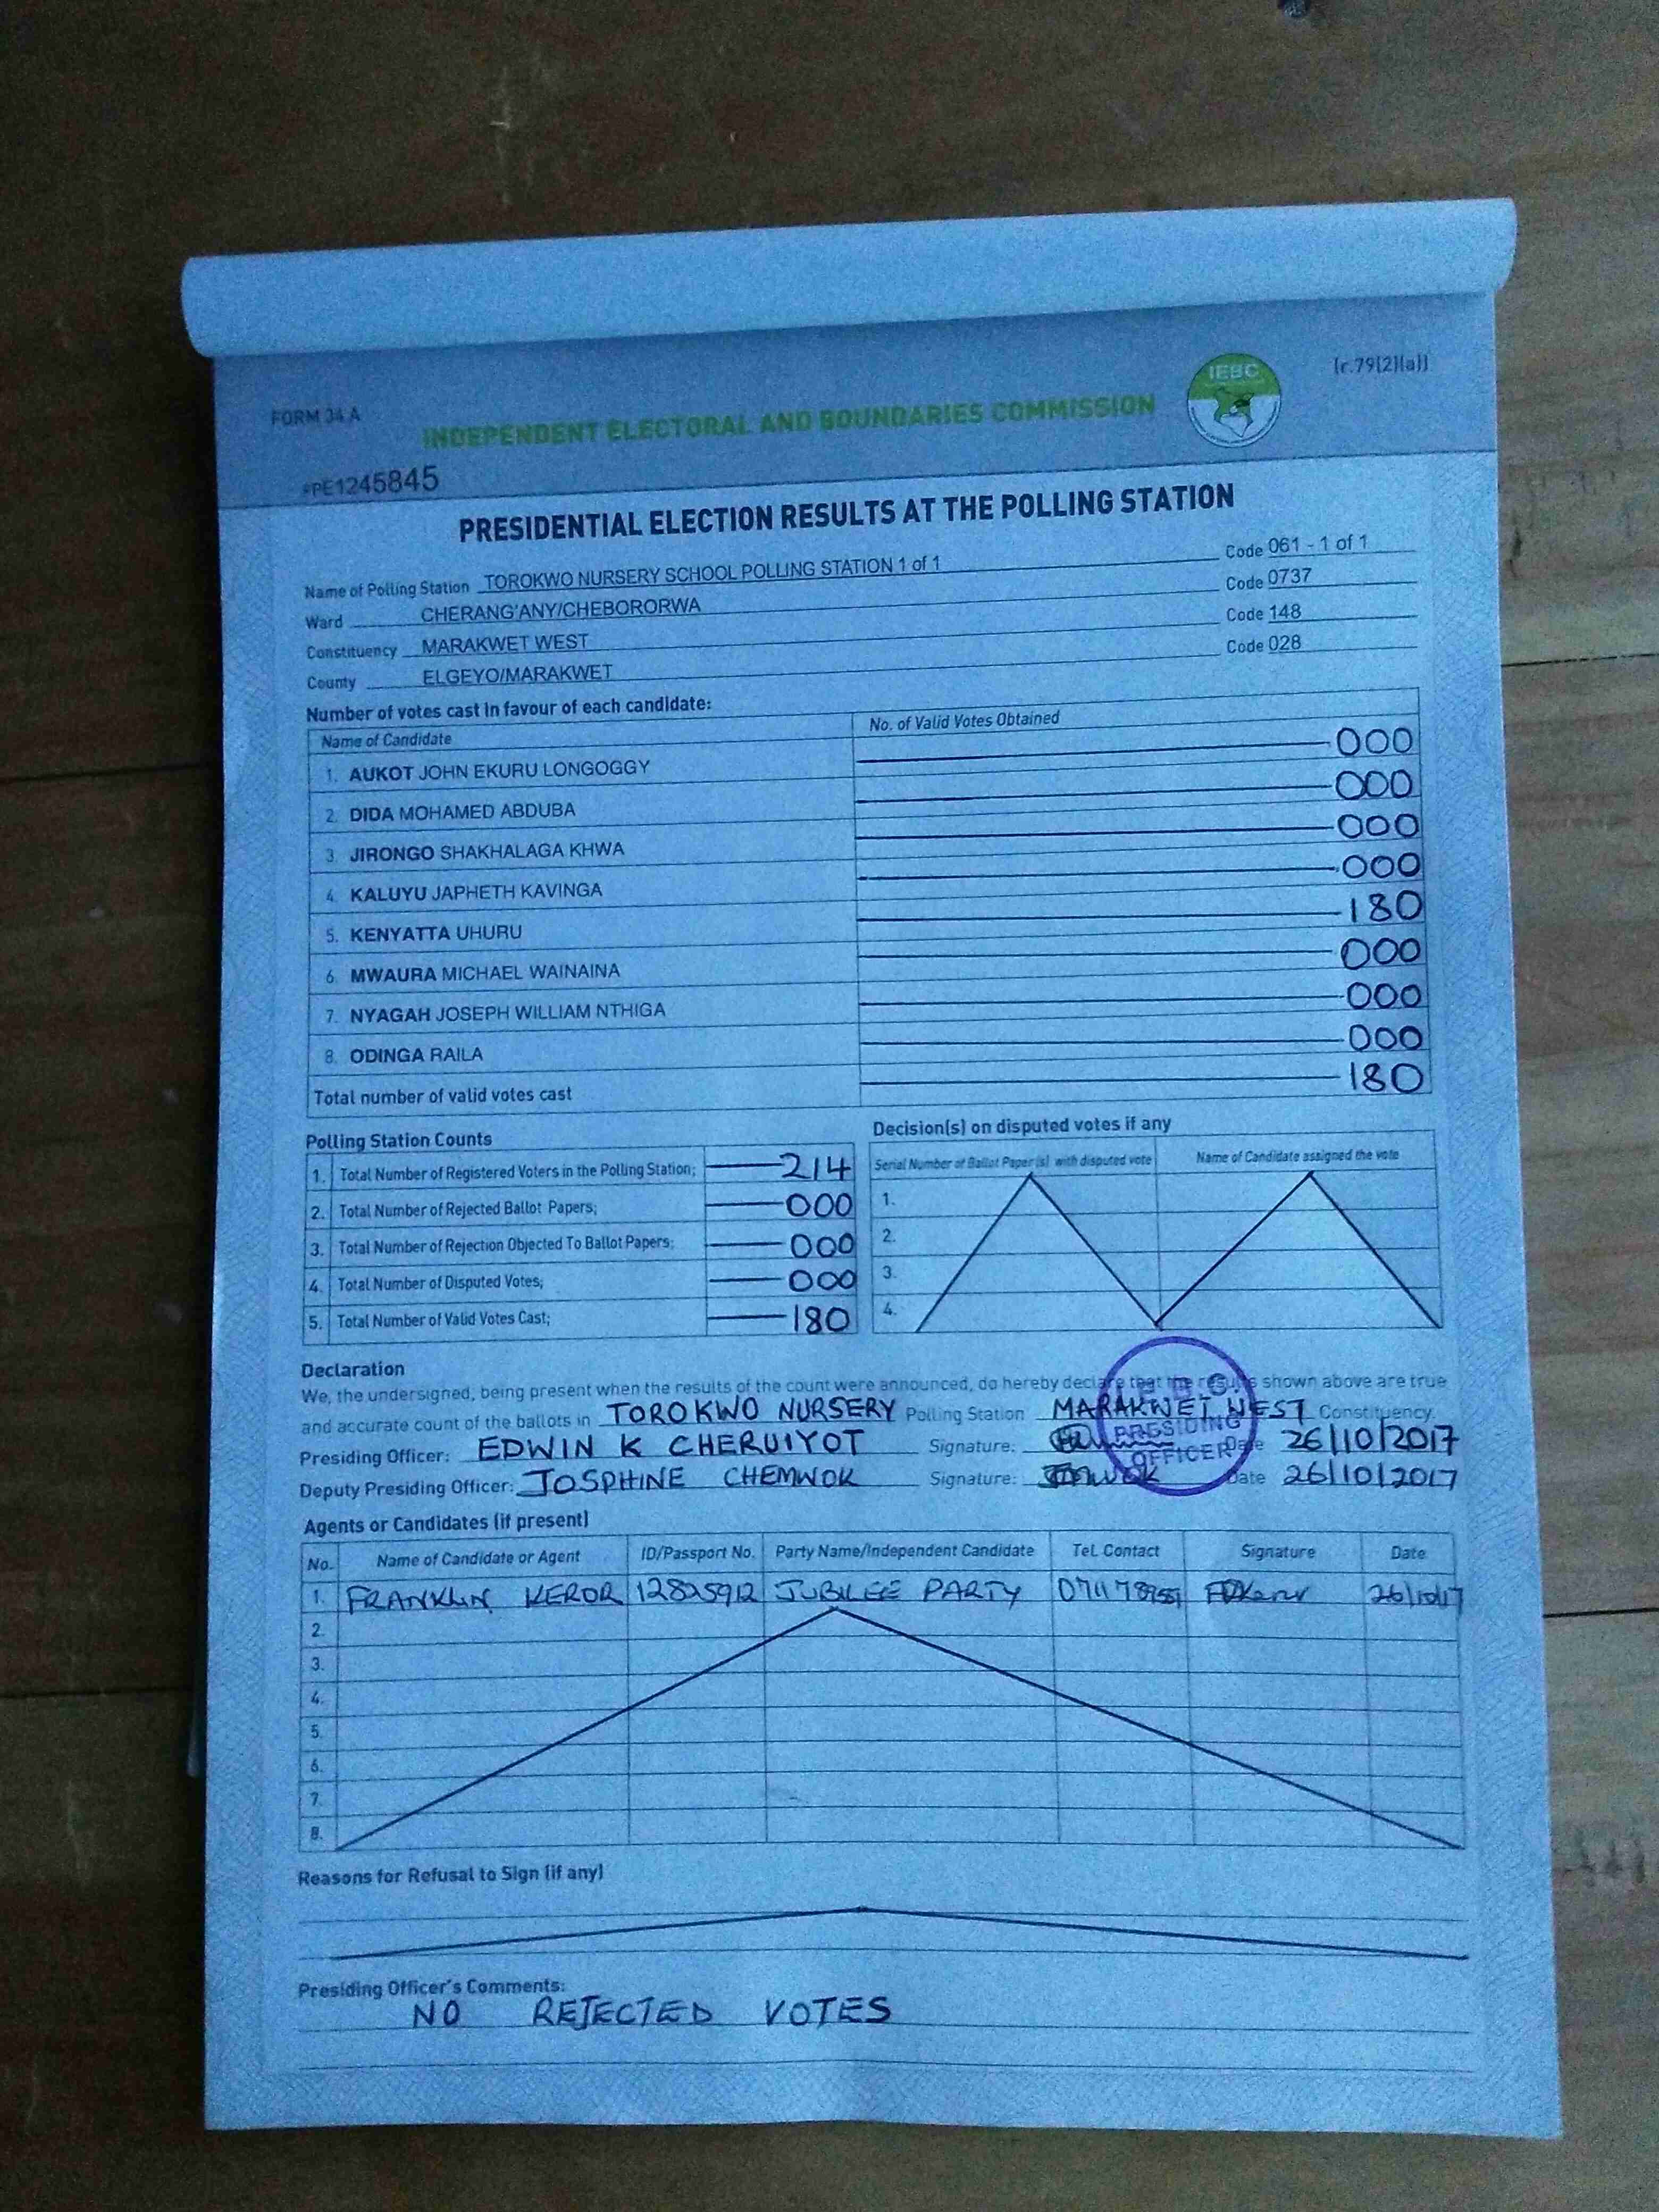 FORM 34 A
INDEPENDENT ELECTORAL AND BOUNDARIES COMMISSION
IEBC
(r.79(2)(a))
PE1245845
PRESIDENTIAL ELECTION RESULTS AT THE POLLING STATION
Name of Polling Station TOROKWO NURSERY SCHOOL POLLING STATION 1 of 1 Code 061 - 1 of 1
Ward CHERANG'ANY/CHEBORORWA Code 0737
Constituency MARAKWET WEST Code 148
County ELGEYO/MARAKWET Code 028
Number of votes cast in favour of each candidate:
Name of Candidate No. of Valid Votes Obtained
1. AUKOT JOHN EKURU LONGOGGY 000
2. DIDA MOHAMED ABDUBA 000
3. JIRONGO SHAKHALAGA KHWA 000
4. KALUYU JAPHETH KAVINGA 000
5. KENYATTA UHURU 180
6. MWAURA MICHAEL WAINAINA 000
7. NYAGAH JOSEPH WILLIAM NTHIGA 000
8. ODINGA RAILA 000
Total number of valid votes cast 180
Polling Station Counts
1. Total Number of Registered Voters in the Polling Station; 214
2. Total Number of Rejected Ballot Papers; 000
3. Total Number of Rejection Objected To Ballot Papers; 000
4. Total Number of Disputed Votes; 000
5. Total Number of Valid Votes Cast; 180
Decision(s) on disputed votes if any
Serial Number of Ballot Paper(s) with disputed vote Name of Candidate assigned the vote
1.
2.
3.
4.
Declaration
We, the undersigned, being present when the results of the count were announced, do hereby declare that the results shown above are true
and accurate count of the ballots in TOROKWO NURSERY Polling Station MARAKWET WEST Constituency.
Presiding Officer: EDWIN K CHERUIYOT Signature: Date 26/10/2017
Deputy Presiding Officer: JOSPHINE CHEMWOK Signature: Date 26/10/2017
PRESIDING
OFFICER
Agents or Candidates (if present)
No. Name of Candidate or Agent ID/Passport No. Party Name/Independent Candidate Tel. Contact Signature Date
1. FRANKLIN KEROR 12825912 JUBILEE PARTY 26/10/17
2.
3.
4.
5.
6.
7.
8.
Reasons for Refusal to Sign (if any)
Presiding Officer's Comments:
NO REJECTED VOTES